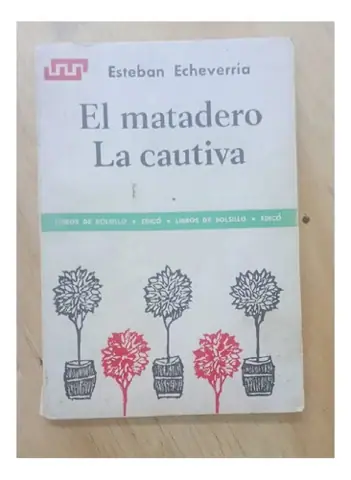 Esteban Echeverría
El matadero
La cautiva
LIBROS DE BOLSILLO • EDICÓ • LIBROS DE BOLSILLO • EDICÓ